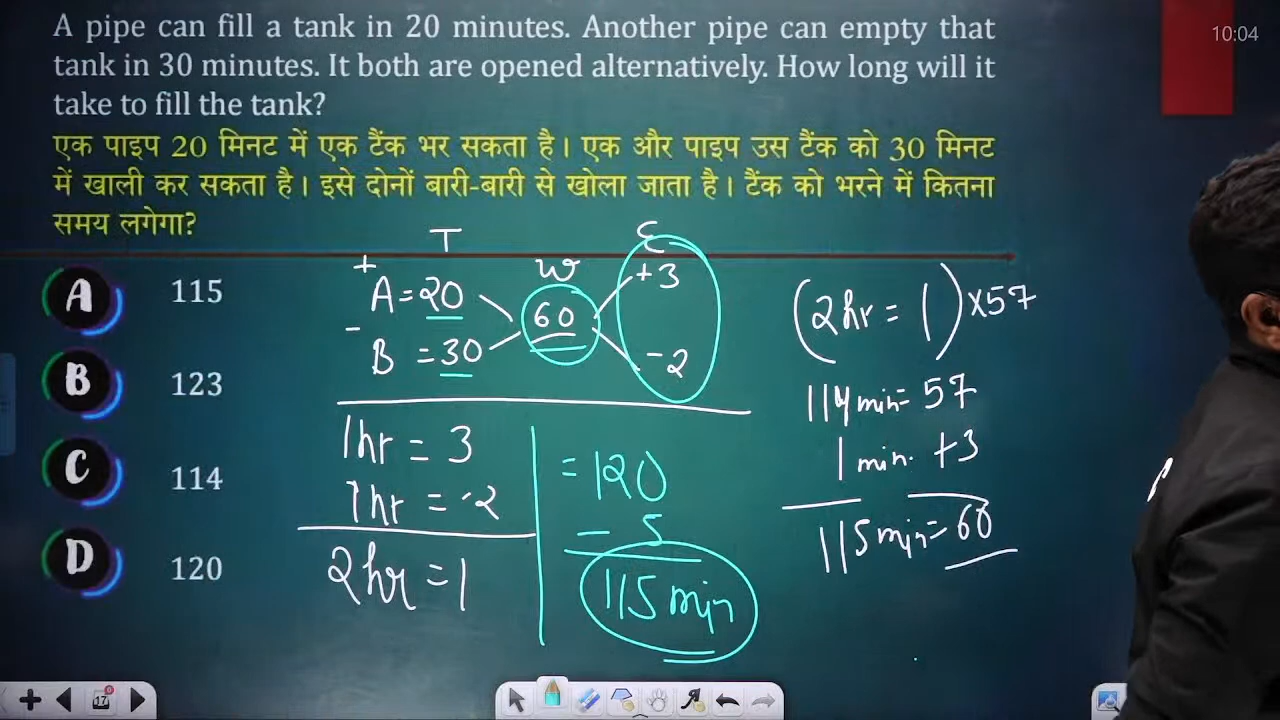 A pipe can fill a tank in 20 minutes. Another pipe can empty that
tank in 30 minutes. It both are opened alternatively. How long will it
take to fill the tank?
एक पाइप 20 मिनट में एक टैंक भर सकता है। एक और पाइप उस टैंक को 30 मिनट
में खाली कर सकता है। इसे दोनों बारी-बारी से खोला जाता है। टैंक को भरने में कितना
समय लगेगा?
10:04
A 115
B 123
C 114
D 120
T W E
+ A = 20 60 +3
- B = 30 -2
1hr = 3
1hr = -2
2hr = 1
= 120
- 5
115 min
(2hr = 1) × 57
114 min = 57
1 min. +3
115 min = 60
17